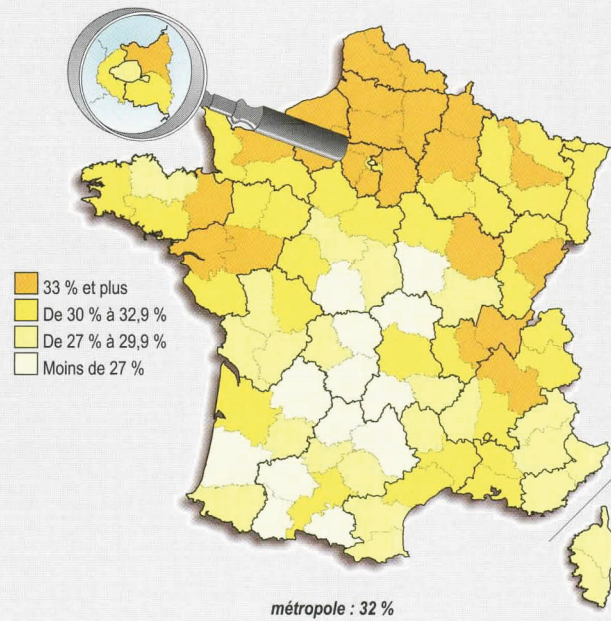 33 % et plus
De 30 % à 32,9 %
De 27 % à 29,9 %
Moins de 27 %
métropole : 32 %